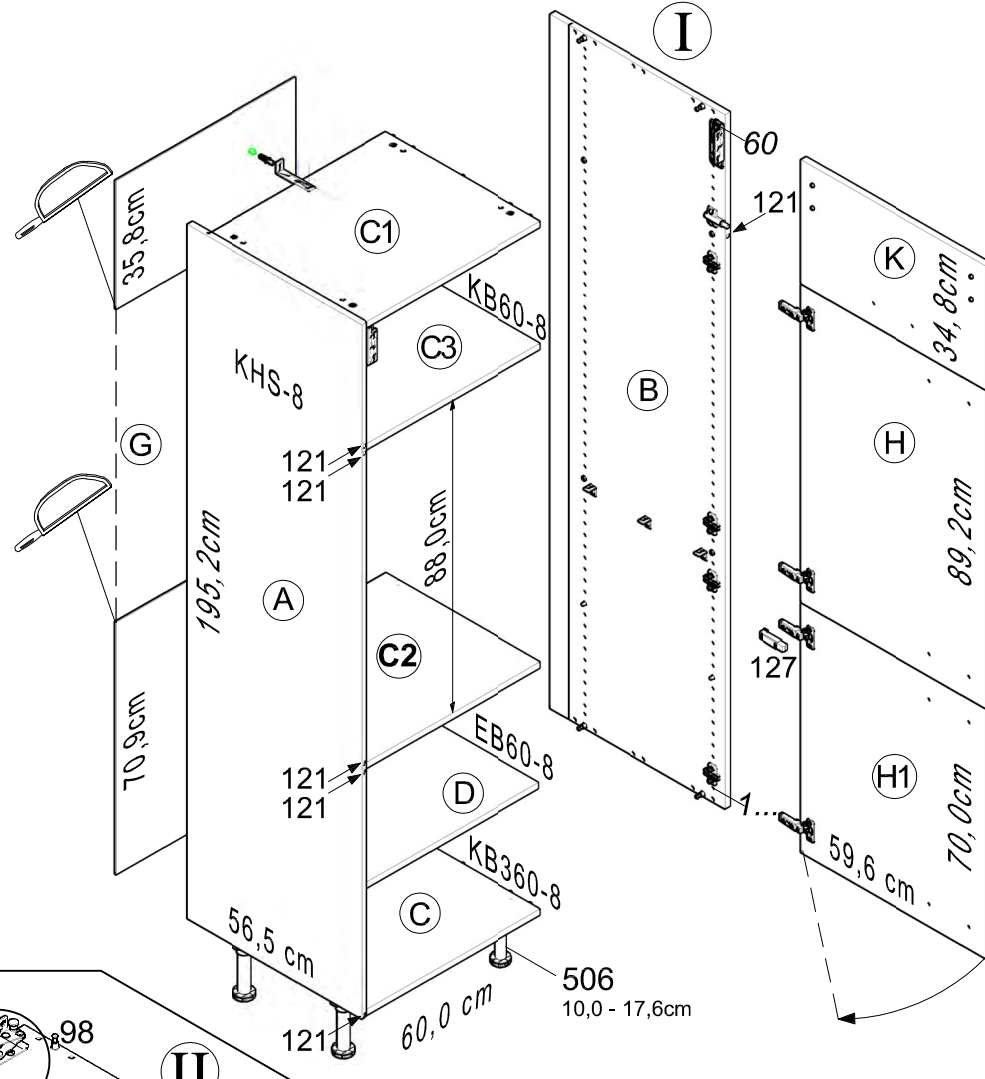 I
60
121
K
34,8cm
35,8cm
C1
KB60-8
C3
KHS-8
B
G
121
121
H
88,0cm
89,2cm
195,2cm
A
C2
127
70,9cm
EB60-8
121
121
D
H1
1...
70,0cm
KB360-8
59,6 cm
C
56,5 cm
506
10,0 - 17,6cm
60,0 cm
121
98
II